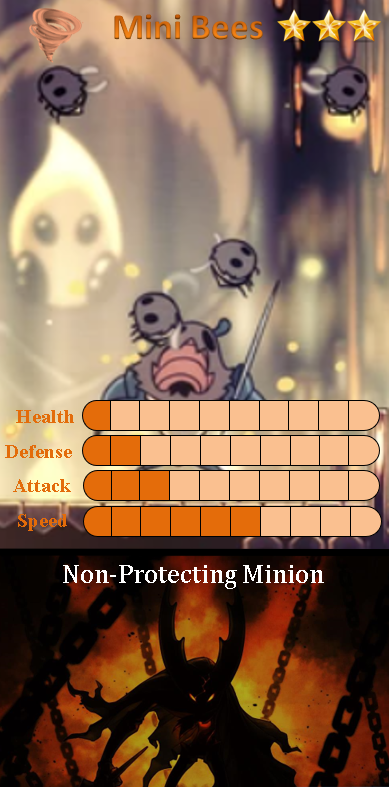 Mini Bees
Health
Defense
Attack
Speed
Non-Protecting Minion